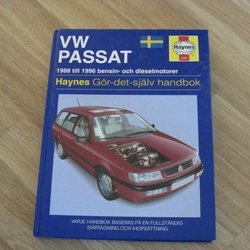 VW
PASSAT
Haynes
1988 till 1996 bensin- och dieselmotorer
Haynes Gör-det-själv handbok
VARJE HANDBOK BASERAS PÅ EN FULLSTÄNDIG
ISÄRTAGNING OCH IHOPSÄTTNING